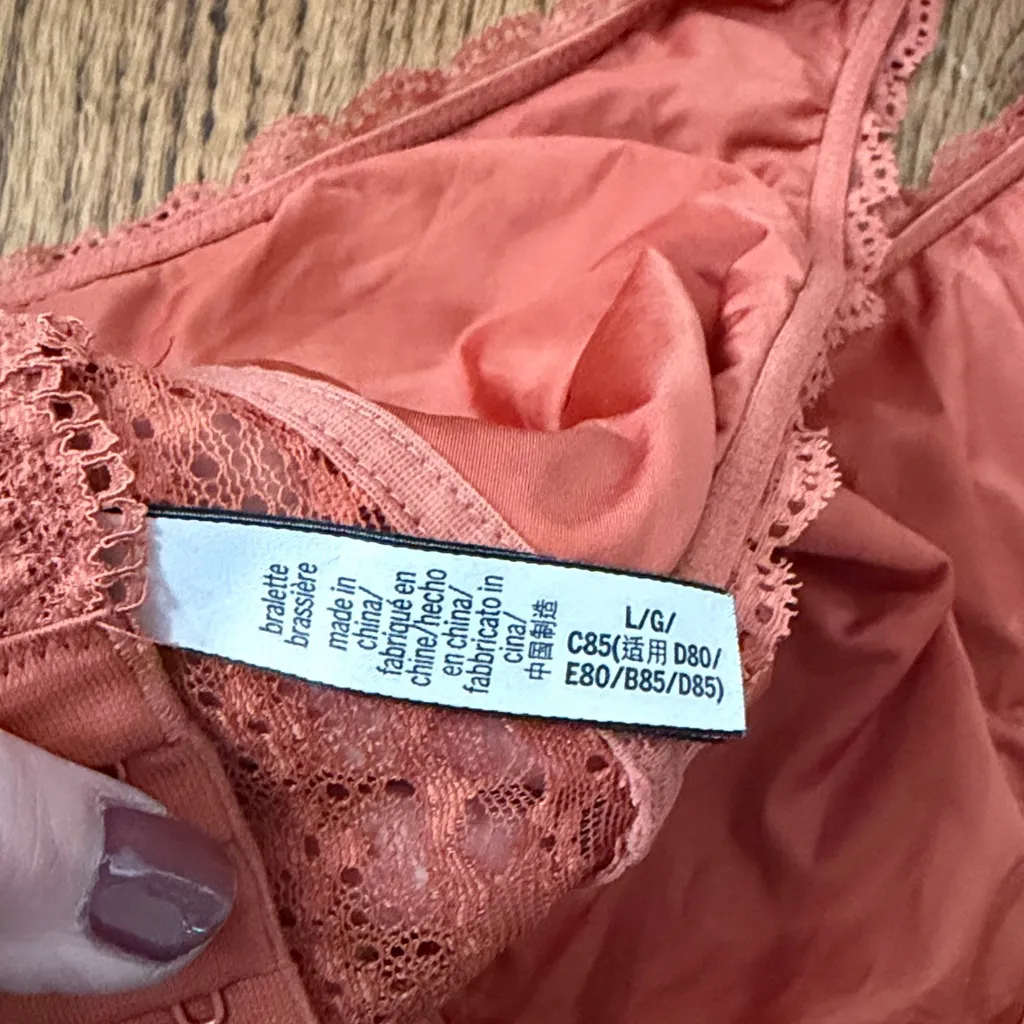 bralette
brassière
made in
china/
fabriqué en
chine/hecho
en china/
fabbricato in
cina/
中国制造
L/G/
C85(适用 D80/
E80/B85/D85)